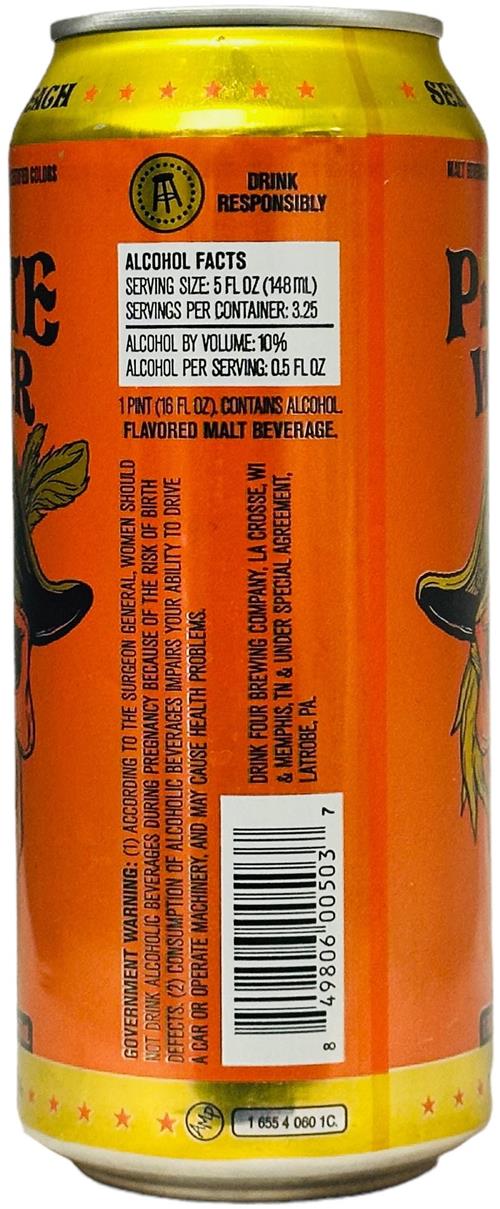 DRINK
RESPONSIBLY
ALCOHOL FACTS
SERVING SIZE: 5 FL OZ (148 mL)
SERVINGS PER CONTAINER: 3.25
ALCOHOL BY VOLUME: 10%
ALCOHOL PER SERVING: 0.5 FL OZ
1 PINT (16 FL OZ). CONTAINS ALCOHOL.
FLAVORED MALT BEVERAGE.
GOVERNMENT WARNING: (1) ACCORDING TO THE SURGEON GENERAL, WOMEN SHOULD
NOT DRINK ALCOHOLIC BEVERAGES DURING PREGNANCY BECAUSE OF THE RISK OF BIRTH
DEFECTS. (2) CONSUMPTION OF ALCOHOLIC BEVERAGES IMPAIRS YOUR ABILITY TO DRIVE
A CAR OR OPERATE MACHINERY, AND MAY CAUSE HEALTH PROBLEMS.
DRINK FOUR BREWING COMPANY, LA CROSSE, WI
& MEMPHIS, TN & UNDER SPECIAL AGREEMENT,
LATROBE, PA.
8 49806 00503 7
1 655 4 060 1C.
COLORS
MALT